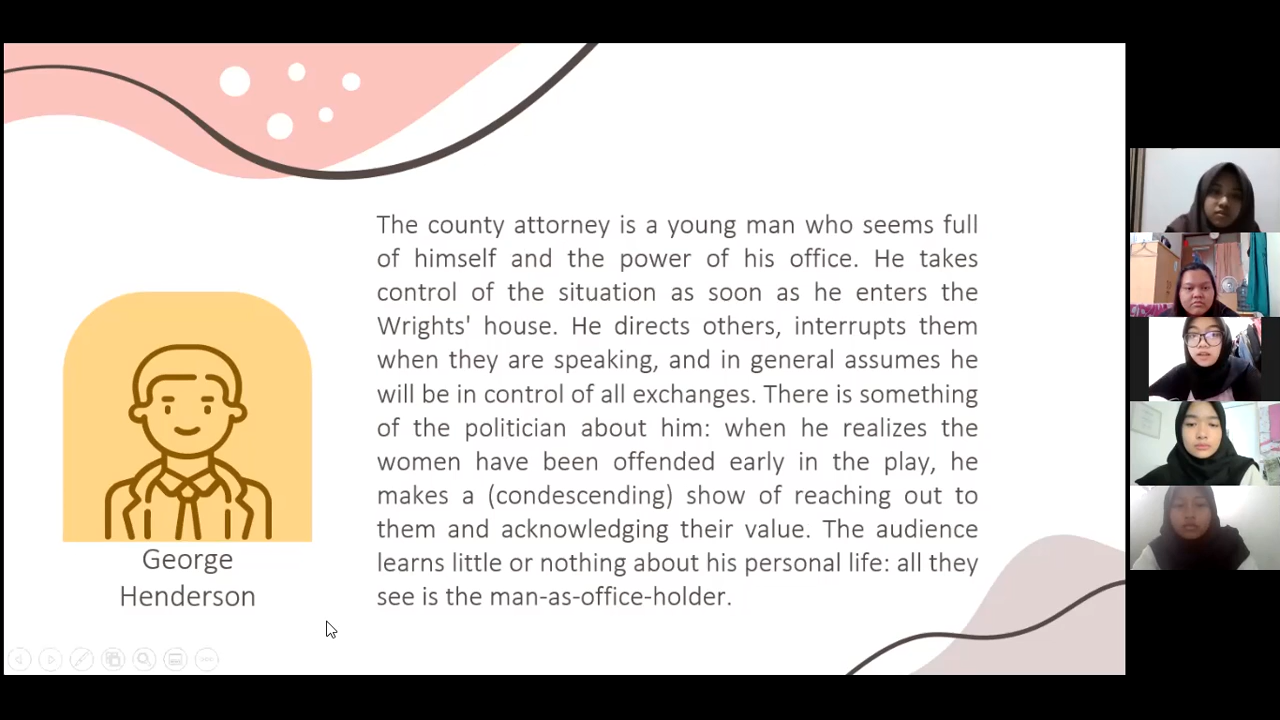 The county attorney is a young man who seems full
of himself and the power of his office. He takes
control of the situation as soon as he enters the
Wrights' house. He directs others, interrupts them
when they are speaking, and in general assumes he
will be in control of all exchanges. There is something
of the politician about him: when he realizes the
women have been offended early in the play, he
makes a (condescending) show of reaching out to
them and acknowledging their value. The audience
learns little or nothing about his personal life: all they
see is the man-as-office-holder.
George
Henderson